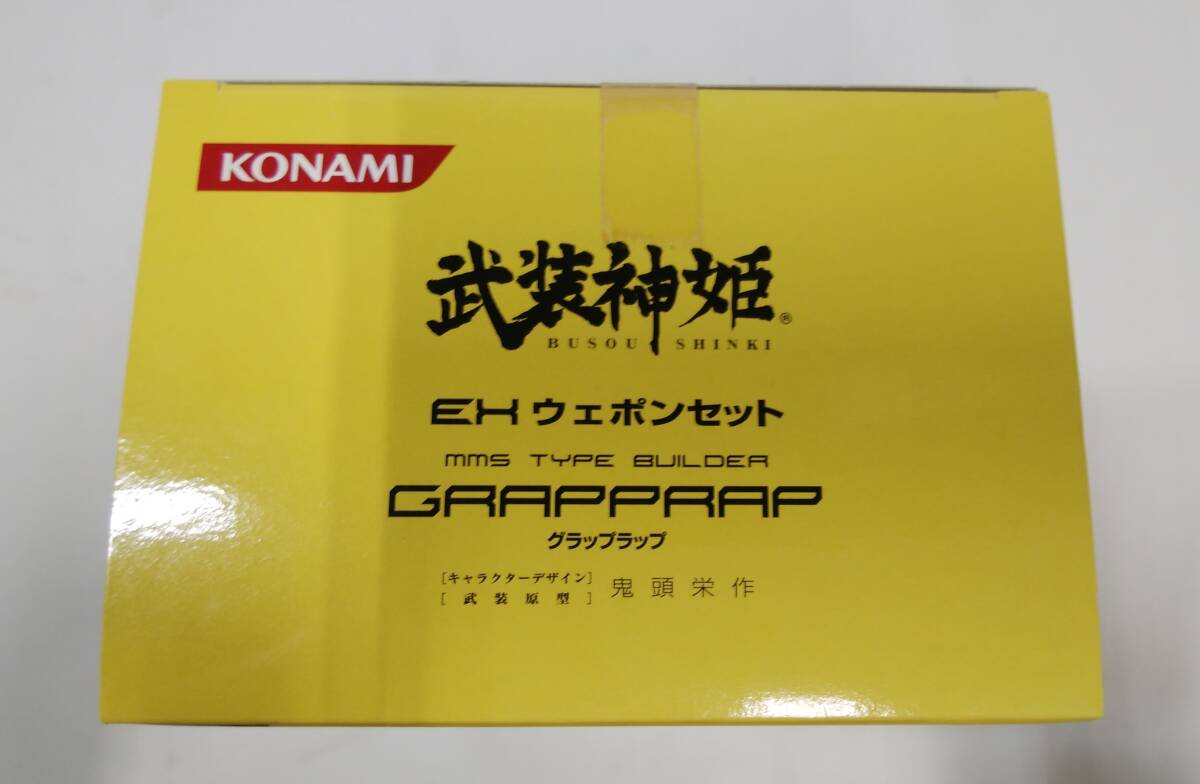 KONAMI
武装神姫®
BUSOU SHINKI
EXウェポンセット
MMS TYPE BUILDER
GRAPPRAP
グラップラップ
[キャラクターデザイン]
[武装原型] 鬼頭栄作